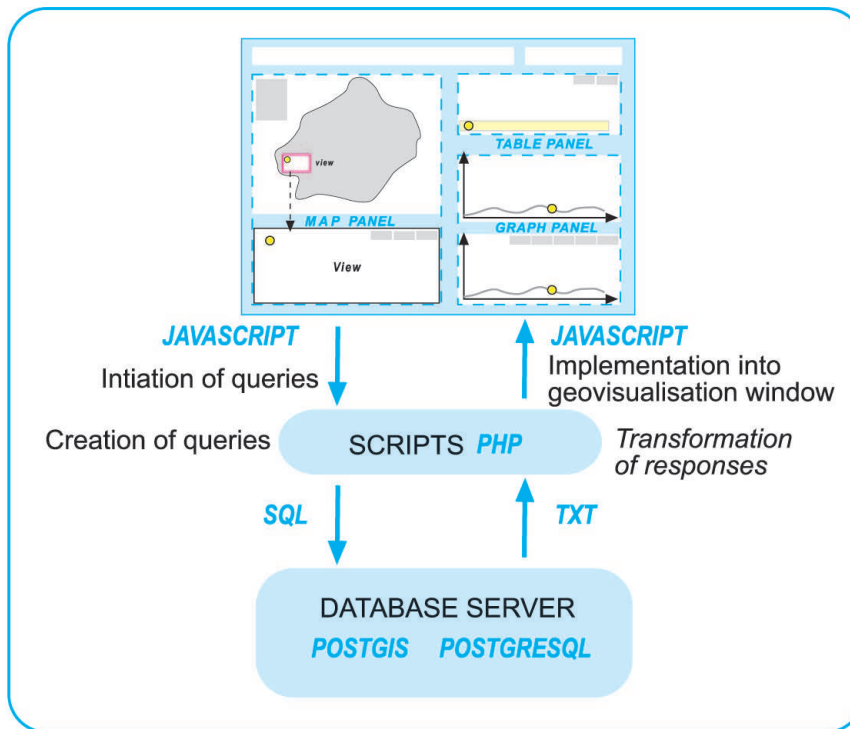 TABLE PANEL
view
MAP PANEL
GRAPH PANEL
View
JAVASCRIPT
JAVASCRIPT
Intiation of queries
Implementation into
geovisualisation window
Creation of queries
SCRIPTS PHP
Transformation
of responses
SQL
TXT
DATABASE SERVER
POSTGIS POSTGRESQL